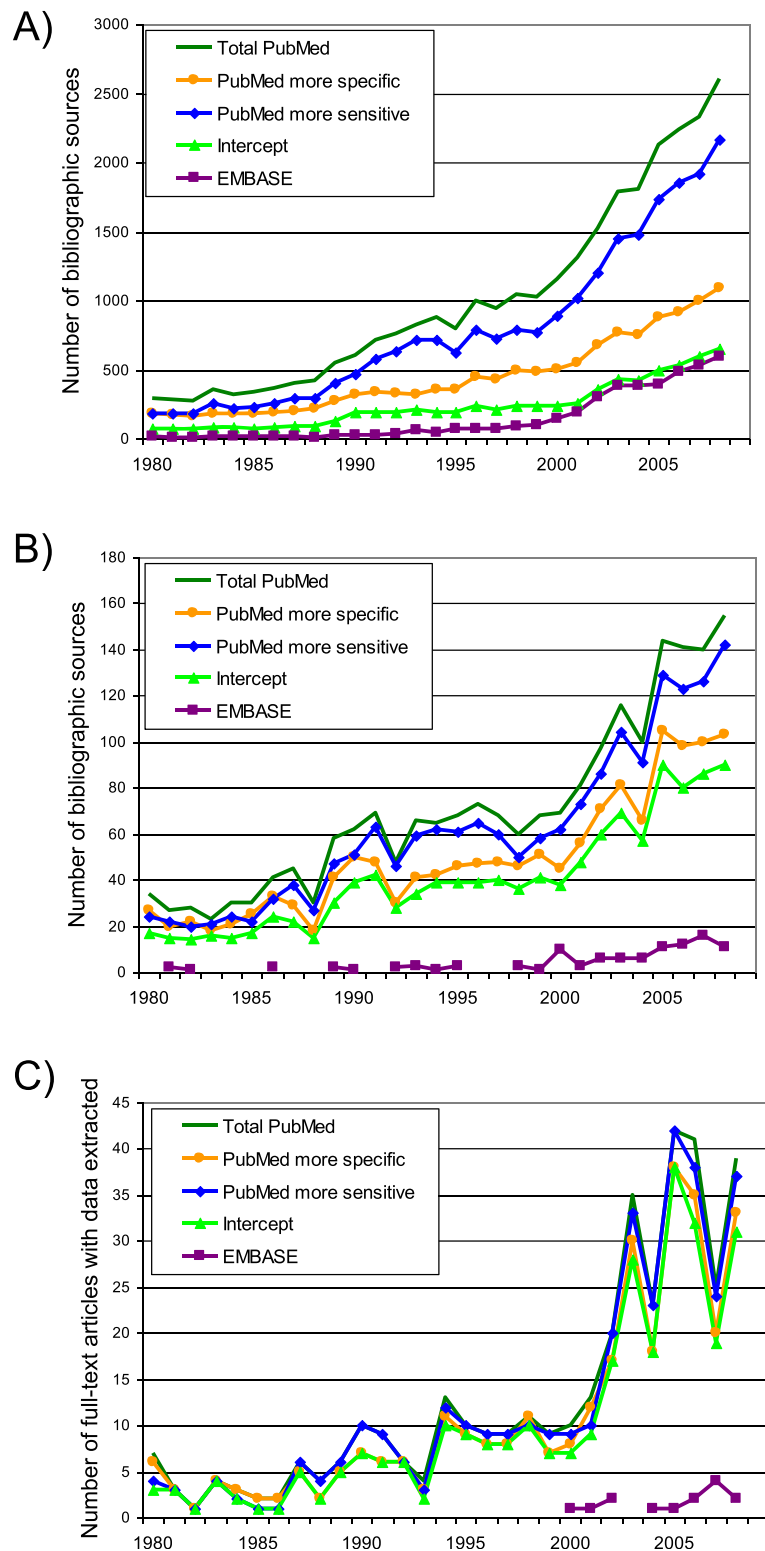 A)
Number of bibliographic sources
3000
2500
2000
1500
1000
500
0
Total PubMed
PubMed more specific
PubMed more sensitive
Intercept
EMBASE
1980 1985 1990 1995 2000 2005
B)
Number of bibliographic sources
180
160
140
120
100
80
60
40
20
0
Total PubMed
PubMed more specific
PubMed more sensitive
Intercept
EMBASE
1980 1985 1990 1995 2000 2005
C)
Number of full-text articles with data extracted
45
40
35
30
25
20
15
10
5
0
Total PubMed
PubMed more specific
PubMed more sensitive
Intercept
EMBASE
1980 1985 1990 1995 2000 2005